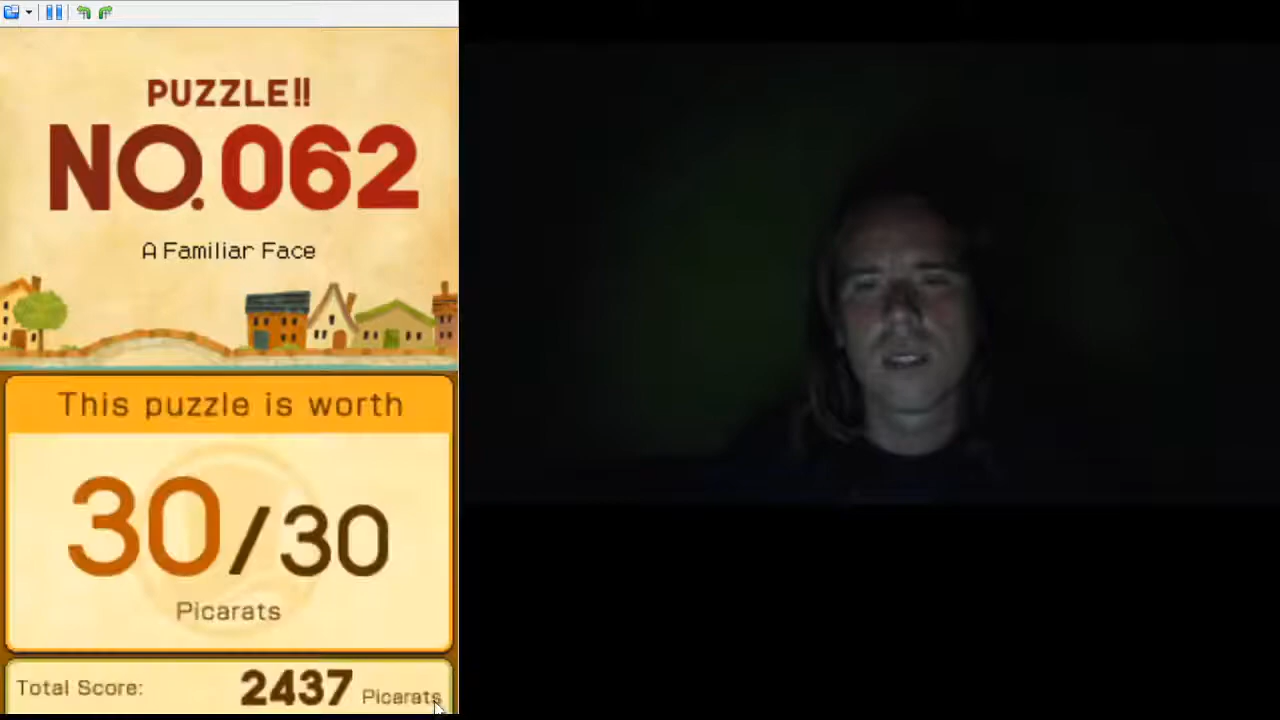 PUZZLE!!
NO.062
A Familiar Face
This puzzle is worth
30/30
Picarats
Total Score: 2437 Picarats